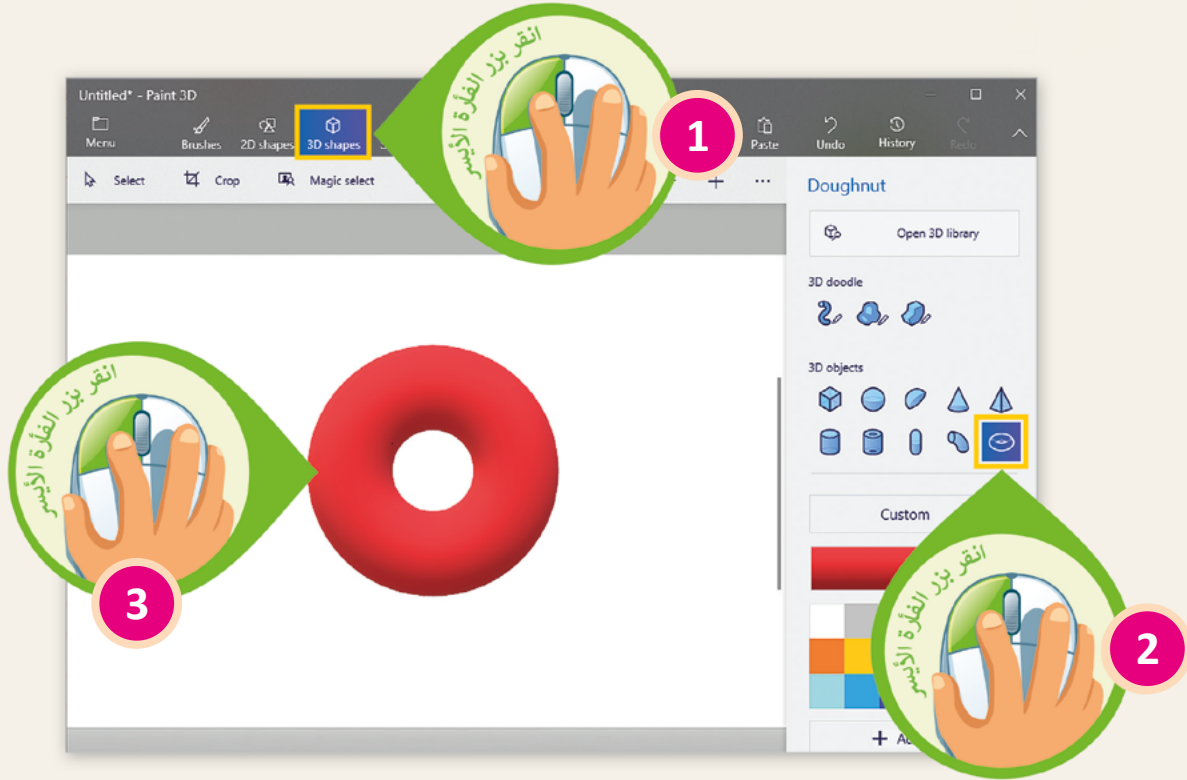 انقر بزر الفأرة الأيسر
1
Untitled* - Paint 3D
Menu
Brushes
2D shapes
3D shapes
Paste
Undo
History
Redo
Select
Crop
Magic select
Doughnut
Open 3D library
3D doodle
3D objects
Custom
انقر بزر الفأرة الأيسر
3
انقر بزر الفأرة الأيسر
2